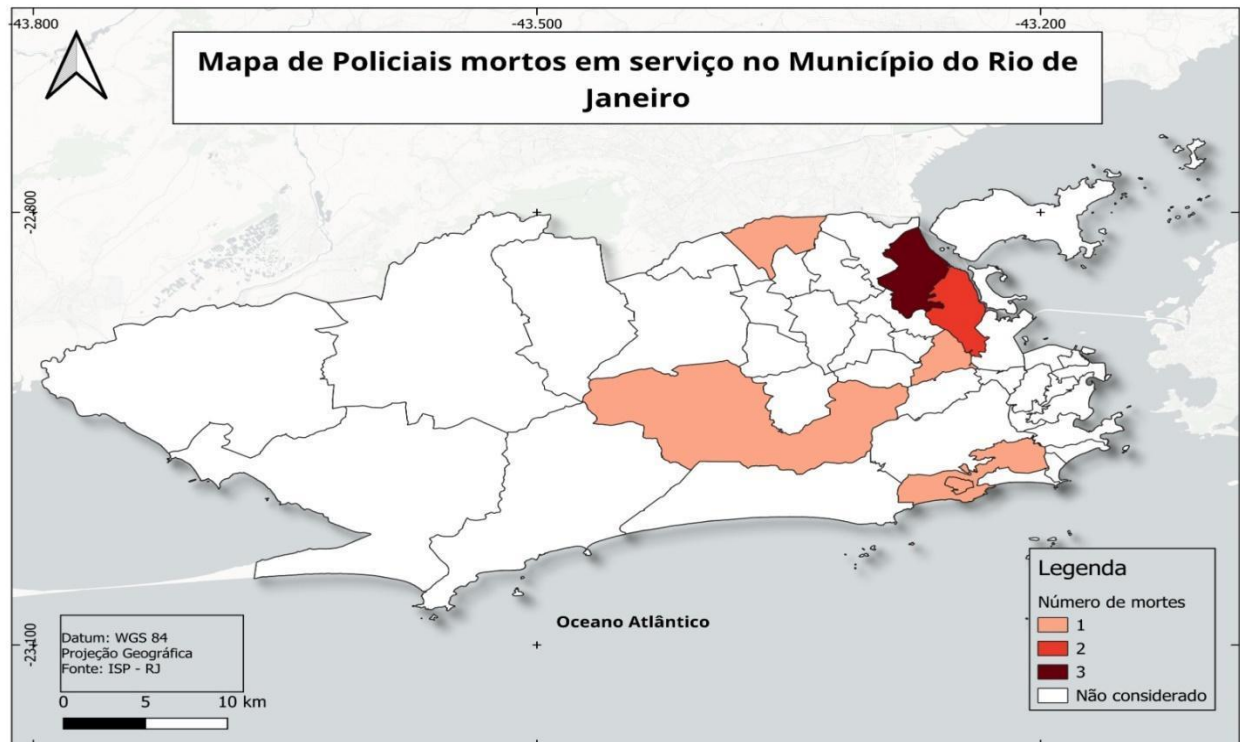 -43.800
-43.500
-43.200
Mapa de Policiais mortos em serviço no Município do Rio de
Janeiro
-22.800
-23.100
Oceano Atlântico
Datum: WGS 84
Projeção Geográfica
Fonte: ISP - RJ
0 5 10 km
Legenda
Número de mortes
1
2
3
Não considerado